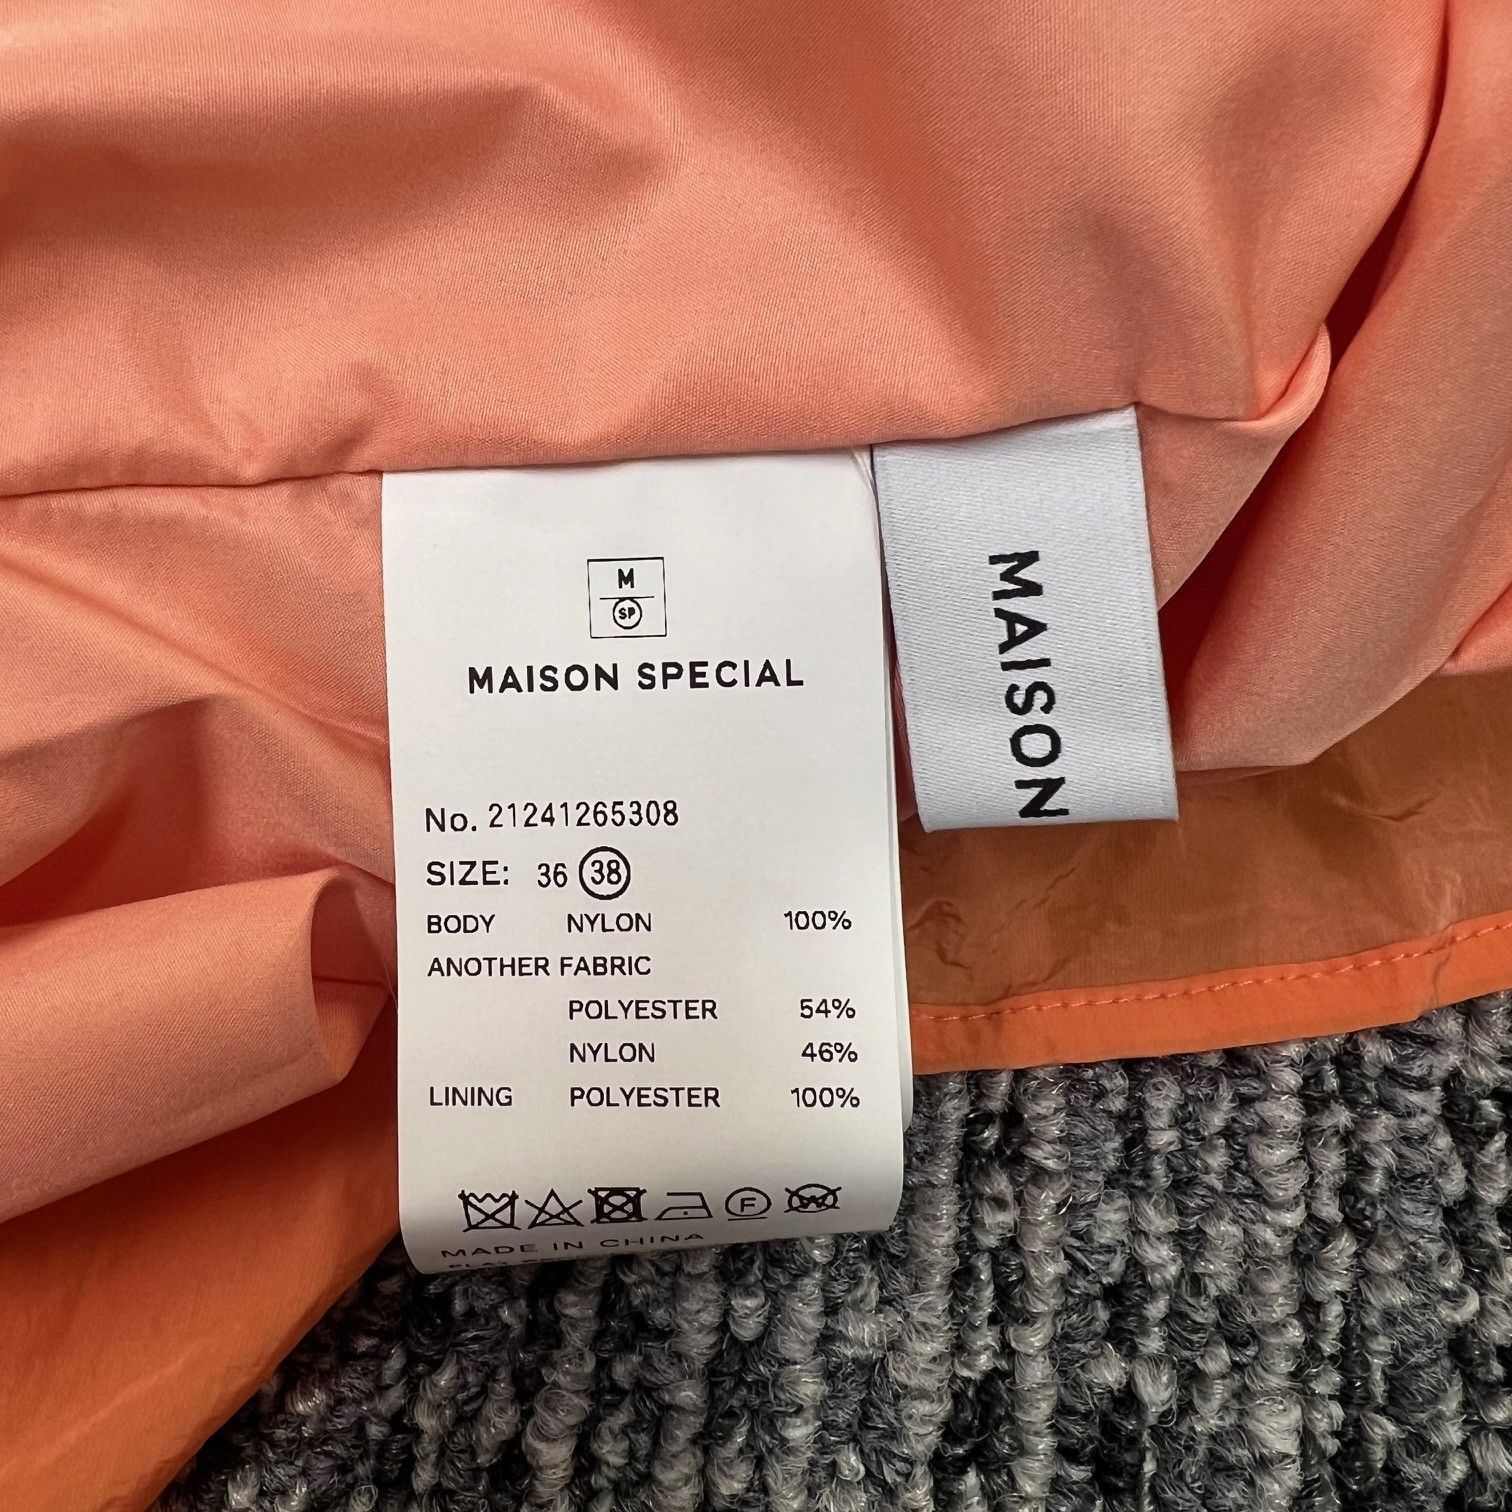 M
SP
MAISON SPECIAL
No. 21241265308
SIZE: 36 38
BODY NYLON 100%
ANOTHER FABRIC
POLYESTER 54%
NYLON 46%
LINING POLYESTER 100%
F
W
MADE IN CHINA
MAISON